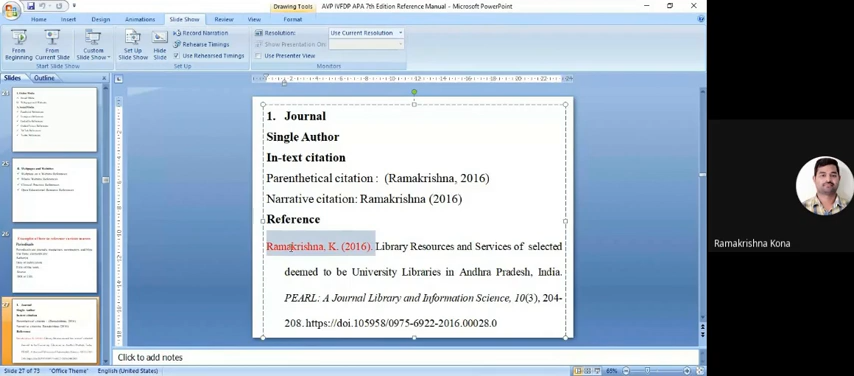 Drawing Tools
AVP IVFDP APA 7th Edition Reference Manual - Microsoft PowerPoint
Home Insert Design Animations Slide Show Review View Format
From Beginning
From Current Slide
Custom Slide Show
Start Slide Show
Set Up Slide Show
Hide Slide
Record Narration
Rehearse Timings
Use Rehearsed Timings
Set Up
Resolution: Use Current Resolution
Show Presentation On:
Use Presenter View
Monitors
Slides Outline
25
26
1. Journal
Single Author
In-text citation
Parenthetical citation : (Ramakrishna, 2016)
Narrative citation: Ramakrishna (2016)
Reference
Ramakrishna, K. (2016). Library Resources and Services of selected
deemed to be University Libraries in Andhra Pradesh, India.
PEARL: A Journal Library and Information Science, 10(3), 204-
208. https://doi.105958/0975-6922-2016.00028.0
Ramakrishna Kona
Click to add notes
Slide 27 of 73 "Office Theme" English (United States)
65%